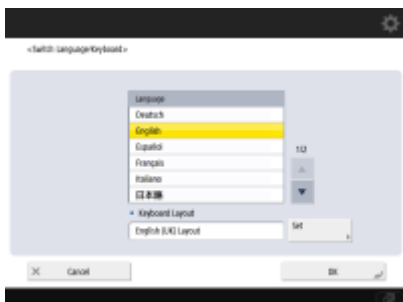 <Switch Language/Keyboard>
Language
Deutsch
English
Español
Français
Italiano
日本語
1/2
Keyboard Layout
English (UK) Layout
Set
Cancel
OK